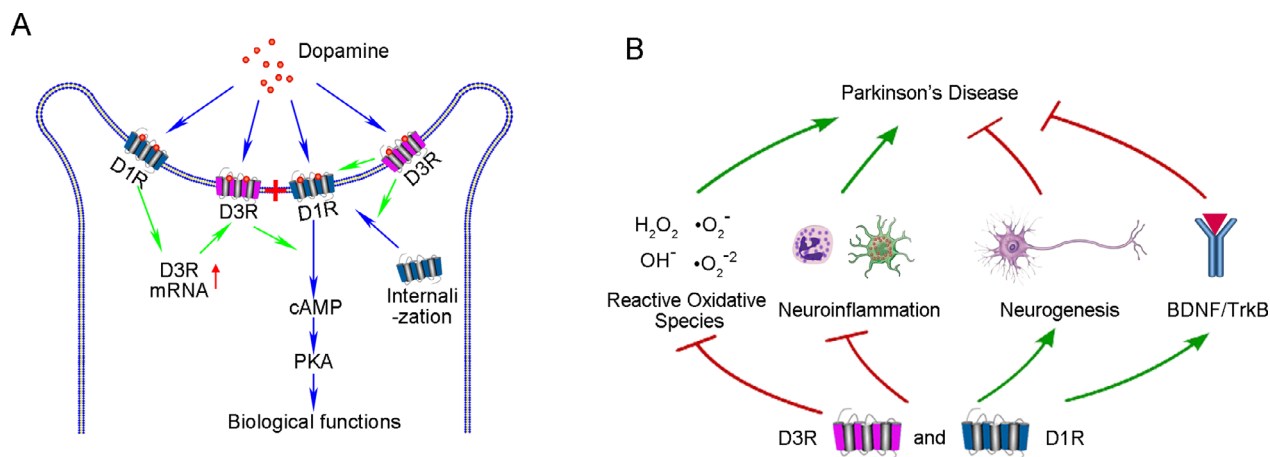 A
Dopamine
D1R
D3R
D1R
D3R
D3R
mRNA
Internali
-zation
cAMP
PKA
Biological functions
B
Parkinson's Disease
H₂O₂ •O₂⁻
OH⁻ •O₂⁻²
Reactive Oxidative
Species
Neuroinflammation
Neurogenesis
BDNF/TrkB
D3R and D1R